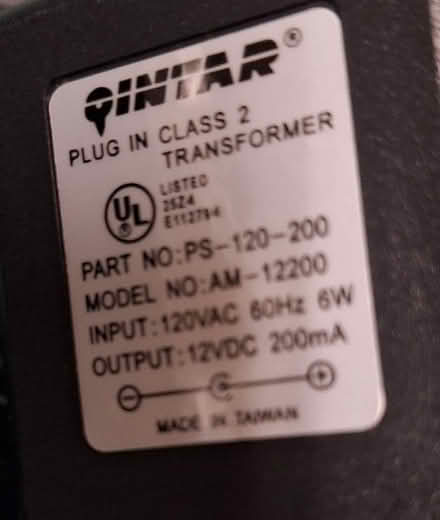 QINTAR®
PLUG IN CLASS 2
TRANSFORMER
UL®
LISTED
25Z4
PART NO:PS-120-200
MODEL NO:AM-12200
INPUT:120VAC 60Hz 6W
OUTPUT:12VDC 200mA
MADE IN TAIWAN